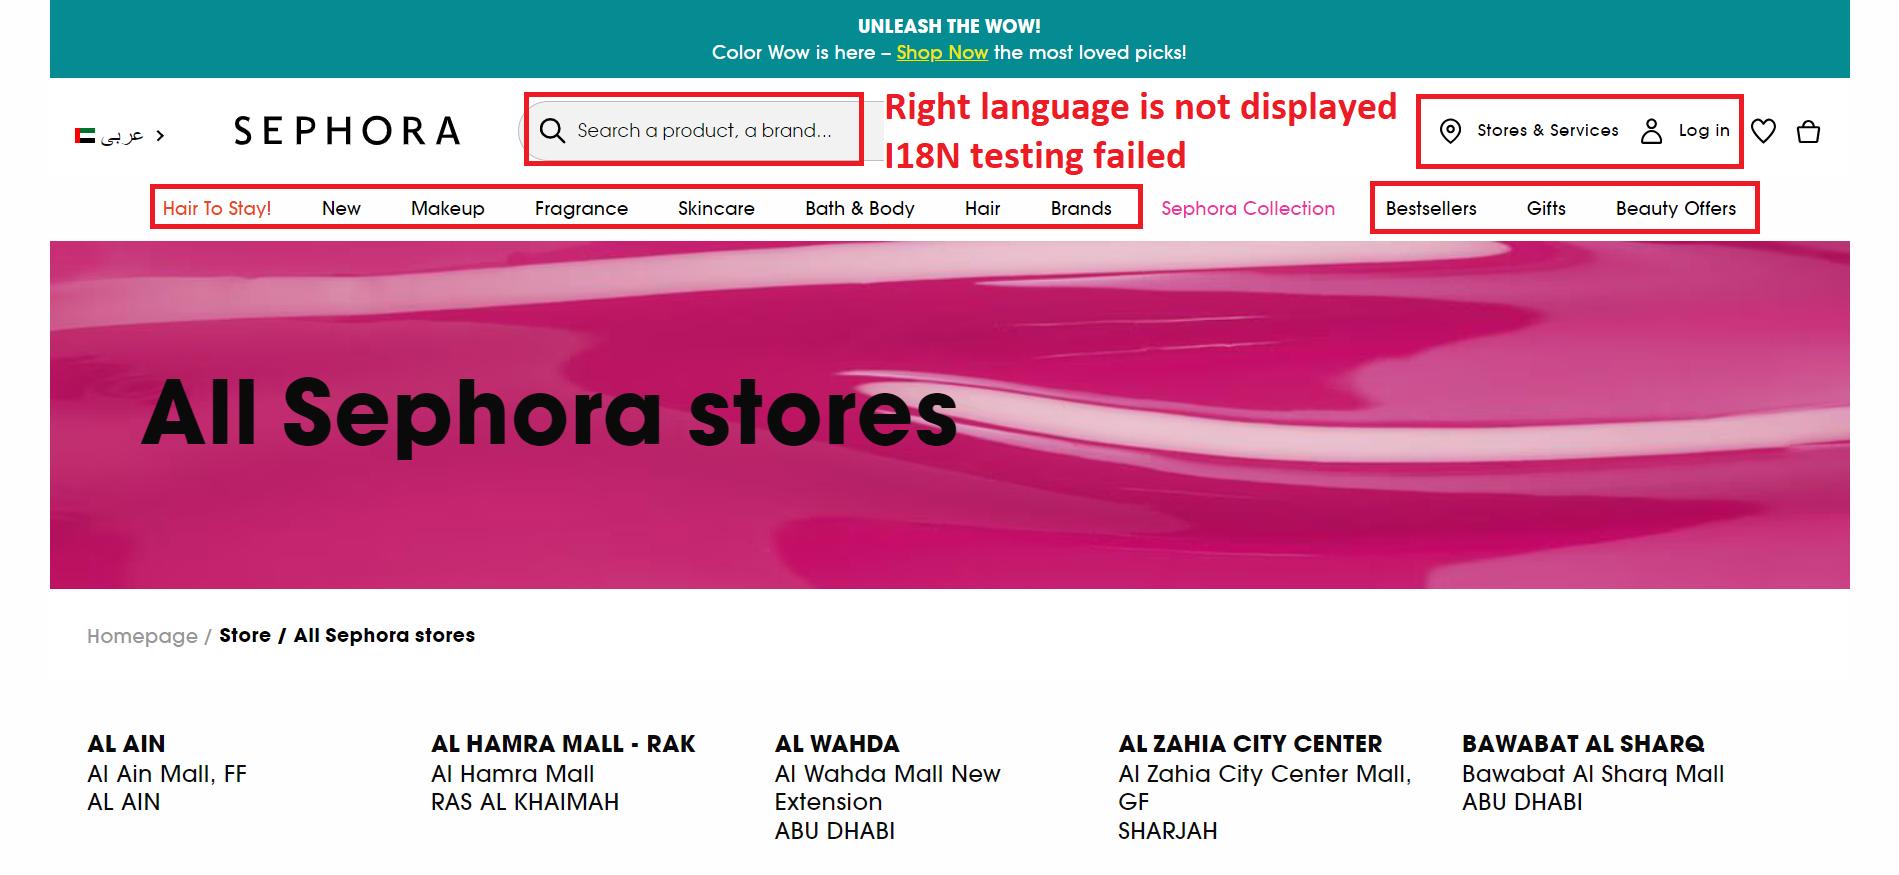 UNLEASH THE WOW!
Color Wow is here – Shop Now the most loved picks!
عربى
SEPHORA
Search a product, a brand...
Right language is not displayed
I18N testing failed
Stores & Services
Log in
Hair To Stay!
New
Makeup
Fragrance
Skincare
Bath & Body
Hair
Brands
Sephora Collection
Bestsellers
Gifts
Beauty Offers
All Sephora stores
Homepage / Store / All Sephora stores
AL AIN
Al Ain Mall, FF
AL AIN
AL HAMRA MALL - RAK
Al Hamra Mall
RAS AL KHAIMAH
AL WAHDA
Al Wahda Mall New
Extension
ABU DHABI
AL ZAHIA CITY CENTER
Al Zahia City Center Mall,
GF
SHARJAH
BAWABAT AL SHARQ
Bawabat Al Sharq Mall
ABU DHABI